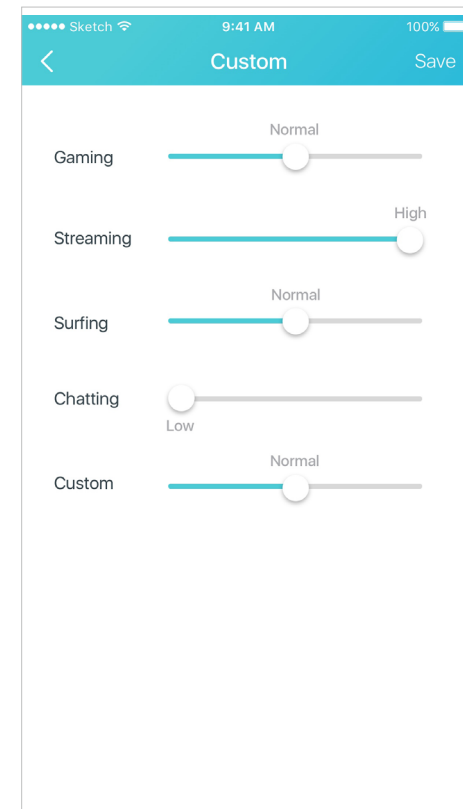 ●●●●● Sketch 9:41 AM 100%
Custom Save
Normal
Gaming
High
Streaming
Normal
Surfing
Chatting
Low
Normal
Custom